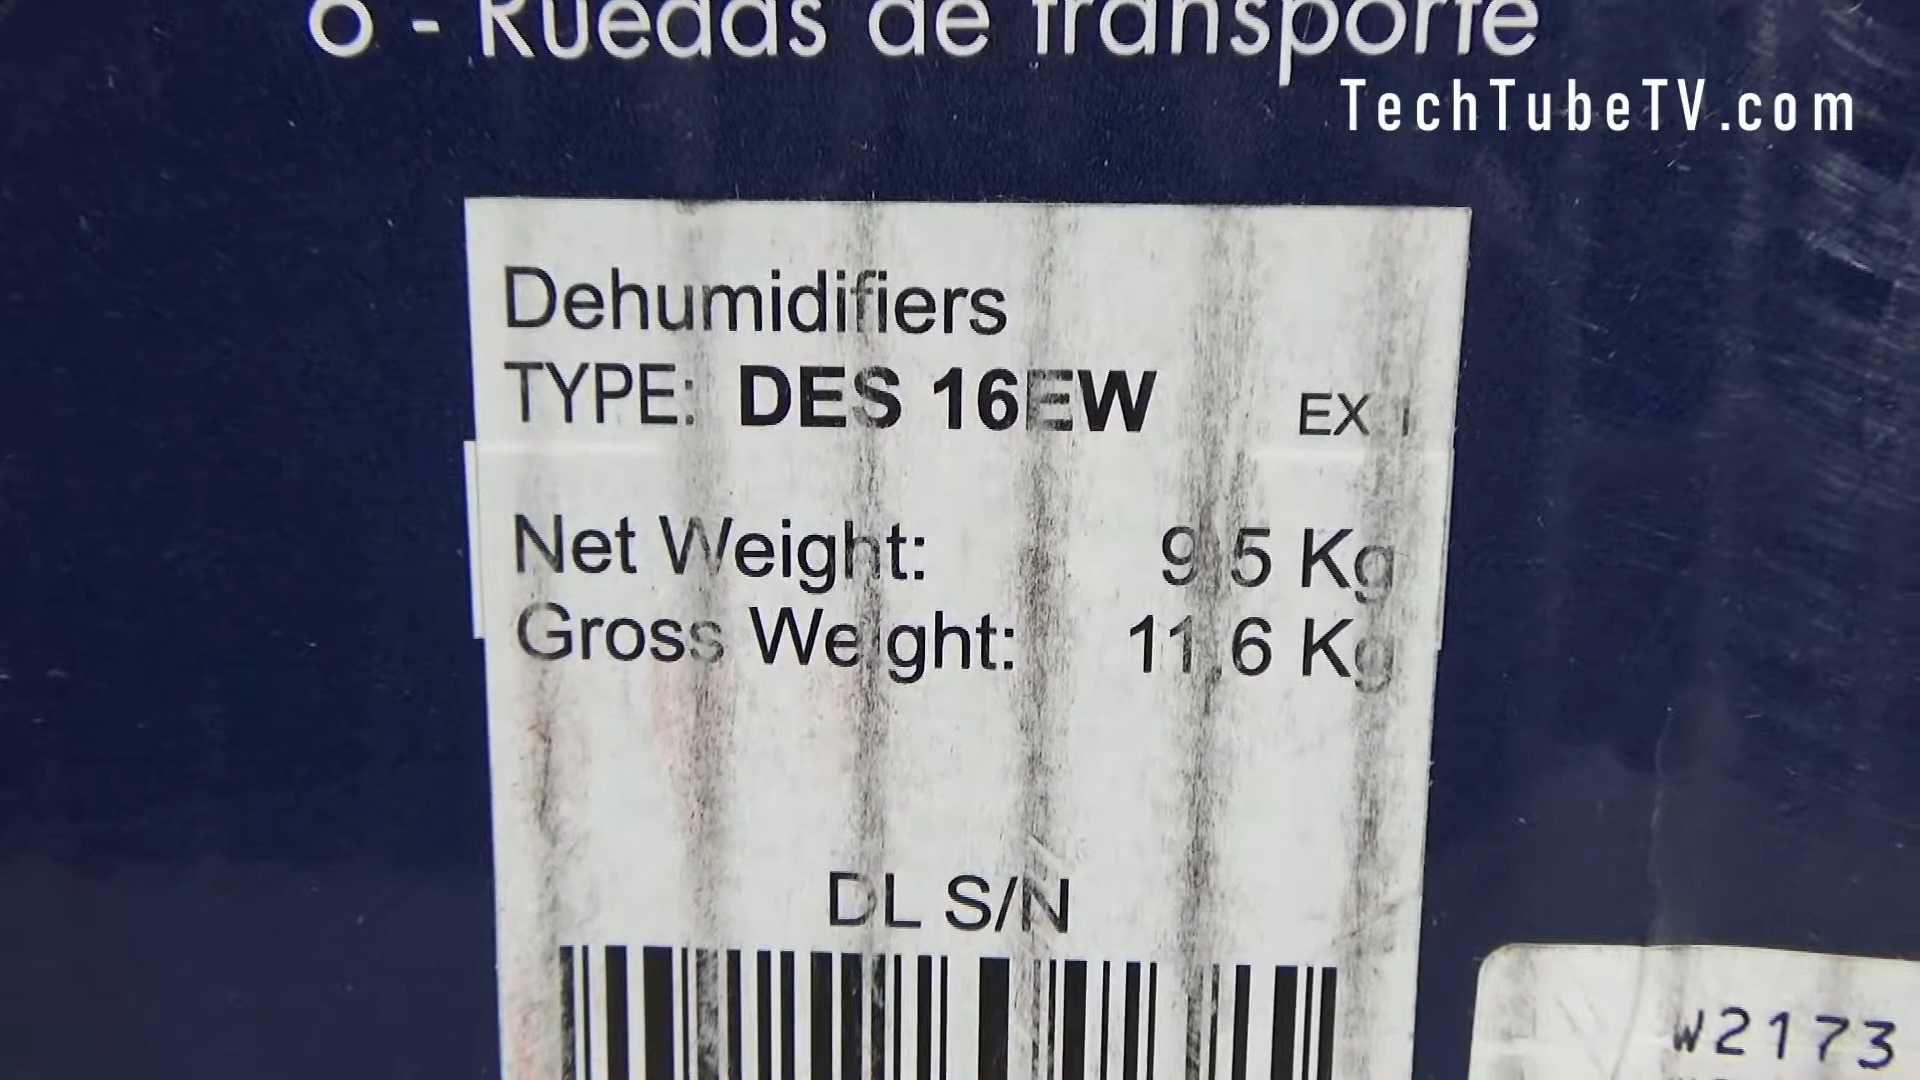 6 - Ruedas de transporte
TechTubeTV.com
Dehumidifiers
TYPE: DES 16EW EX:1
Net Weight: 9.5 Kg
Gross Weight: 11.6 Kg
DL S/N
W2173